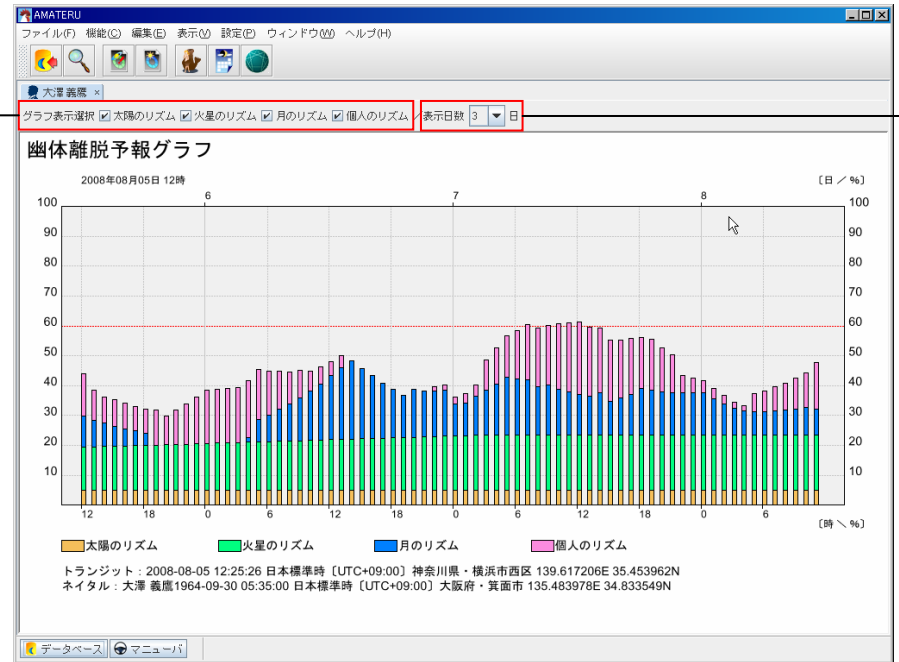 AMATERU
ファイル(F) 機能(C) 編集(E) 表示(V) 設定(P) ウィンドウ(W) ヘルプ(H)
大澤 義鷹 ×
グラフ表示選択 太陽のリズム 火星のリズム 月のリズム 個人のリズム / 表示日数 3 日
幽体離脱予報グラフ
2008年08月05日 12時 〔日 ／ %〕
6 7 8
100 100
90 90
80 80
70 70
60 60
50 50
40 40
30 30
20 20
10 10
12 18 0 6 12 18 0 6 12 18 0 6
〔時 ＼ %〕
太陽のリズム 火星のリズム 月のリズム 個人のリズム
トランジット : 2008-08-05 12:25:26 日本標準時〔UTC+09:00〕神奈川県・横浜市西区 139.617206E 35.453962N
ネイタル : 大澤 義鷹1964-09-30 05:35:00 日本標準時〔UTC+09:00〕大阪府・箕面市 135.483978E 34.833549N
データベース マニューバ